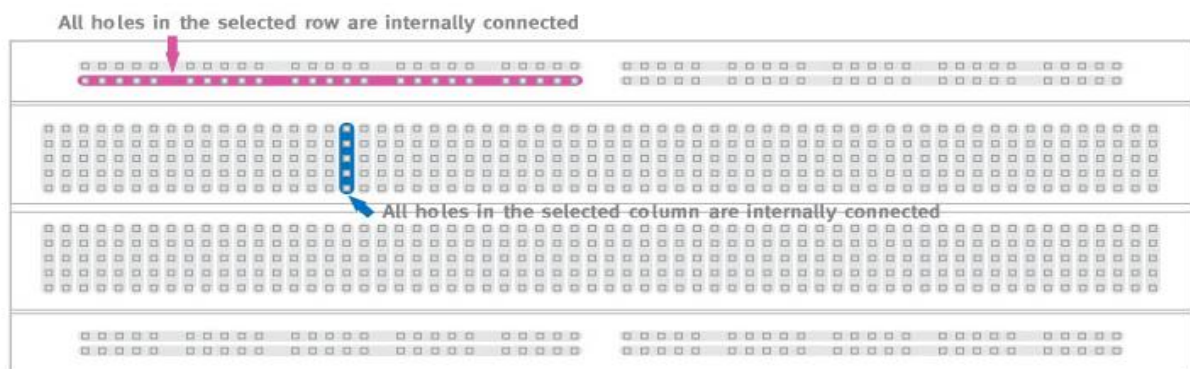 All holes in the selected row are internally connected
All holes in the selected column are internally connected